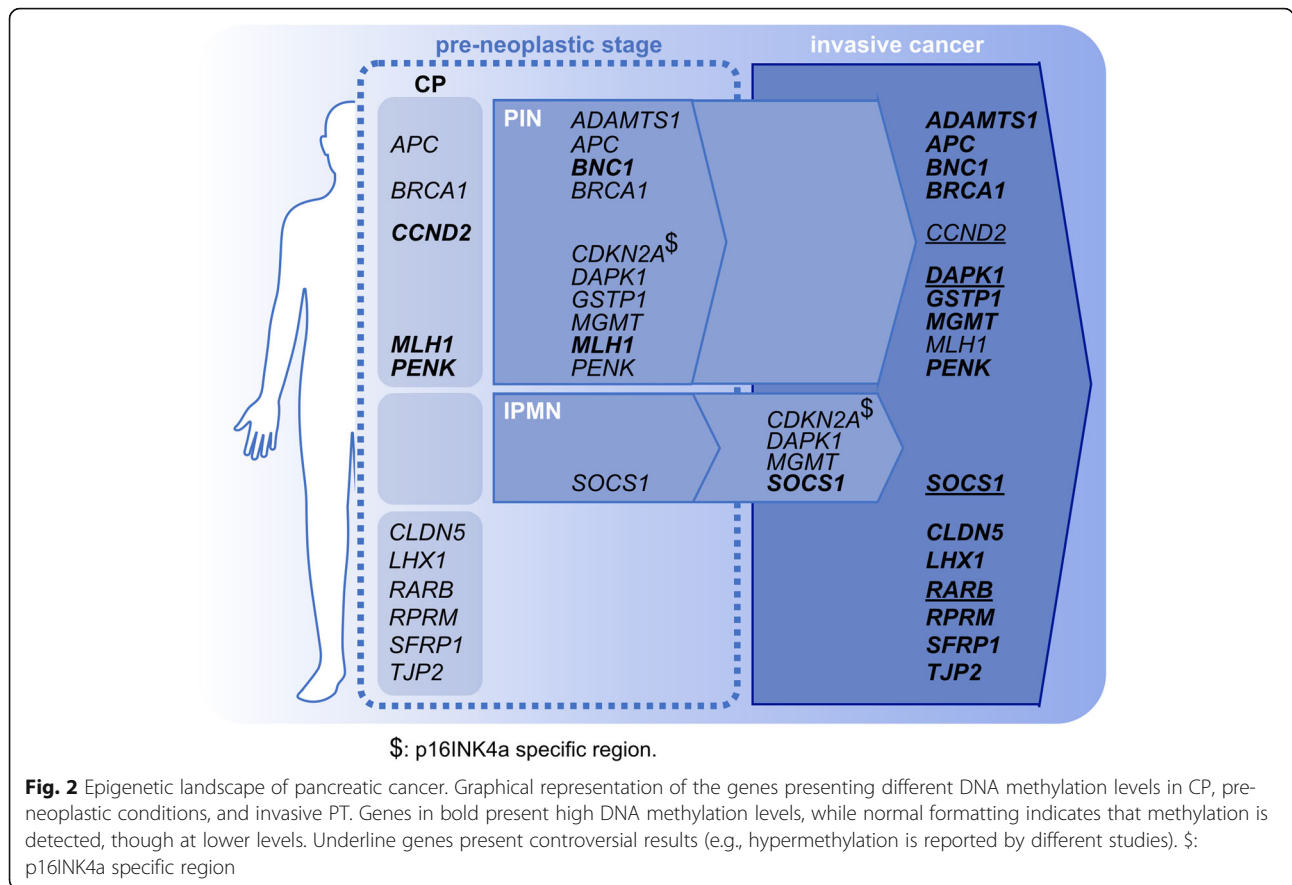 pre-neoplastic stage
invasive cancer
CP
APC
BRCA1
CCND2
MLH1
PENK
PIN
ADAMTS1
APC
BNC1
BRCA1
CDKN2A$
DAPK1
GSTP1
MGMT
MLH1
PENK
ADAMTS1
APC
BNC1
BRCA1
CCND2
DAPK1
GSTP1
MGMT
MLH1
PENK
IPMN
SOCS1
CDKN2A$
DAPK1
MGMT
SOCS1
SOCS1
CLDN5
LHX1
RARB
RPRM
SFRP1
TJP2
CLDN5
LHX1
RARB
RPRM
SFRP1
TJP2
$: p16INK4a specific region.
Fig. 2 Epigenetic landscape of pancreatic cancer. Graphical representation of the genes presenting different DNA methylation levels in CP, pre-
neoplastic conditions, and invasive PT. Genes in bold present high DNA methylation levels, while normal formatting indicates that methylation is
detected, though at lower levels. Underline genes present controversial results (e.g., hypermethylation is reported by different studies). $:
p16INK4a specific region